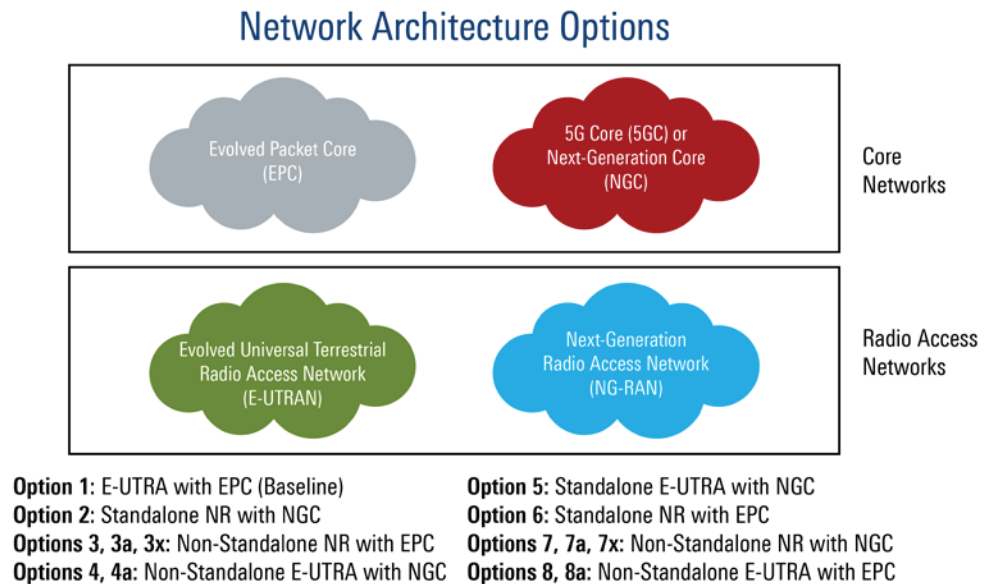 Network Architecture Options
Evolved Packet Core
(EPC)
5G Core (5GC) or
Next-Generation Core
(NGC)
Core
Networks
Evolved Universal Terrestrial
Radio Access Network
(E-UTRAN)
Next-Generation
Radio Access Network
(NG-RAN)
Radio Access
Networks
Option 1: E-UTRA with EPC (Baseline)
Option 2: Standalone NR with NGC
Options 3, 3a, 3x: Non-Standalone NR with EPC
Options 4, 4a: Non-Standalone E-UTRA with NGC
Option 5: Standalone E-UTRA with NGC
Option 6: Standalone NR with EPC
Options 7, 7a, 7x: Non-Standalone NR with NGC
Options 8, 8a: Non-Standalone E-UTRA with EPC